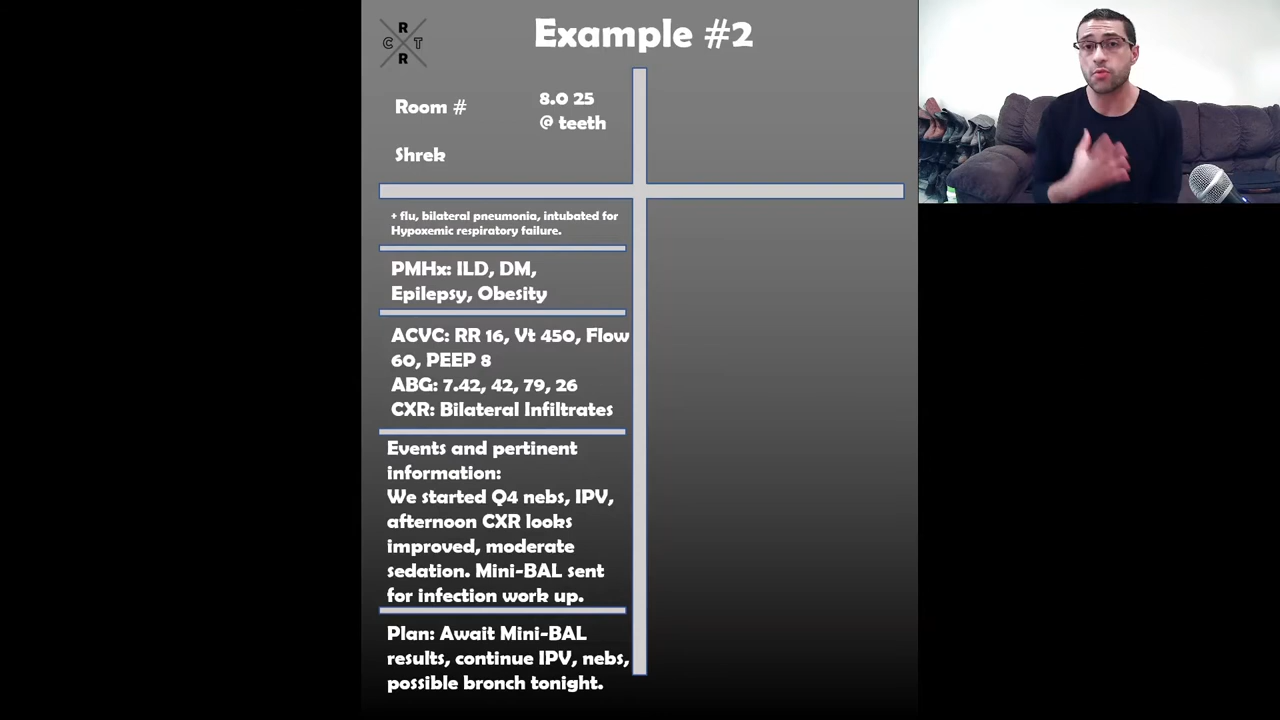 R
C T
R
Example #2
Room #
8.0 25
@ teeth
Shrek
+ flu, bilateral pneumonia, intubated for
Hypoxemic respiratory failure.
PMHx: ILD, DM,
Epilepsy, Obesity
ACVC: RR 16, Vt 450, Flow
60, PEEP 8
ABG: 7.42, 42, 79, 26
CXR: Bilateral Infiltrates
Events and pertinent
information:
We started Q4 nebs, IPV,
afternoon CXR looks
improved, moderate
sedation. Mini-BAL sent
for infection work up.
Plan: Await Mini-BAL
results, continue IPV, nebs,
possible bronch tonight.